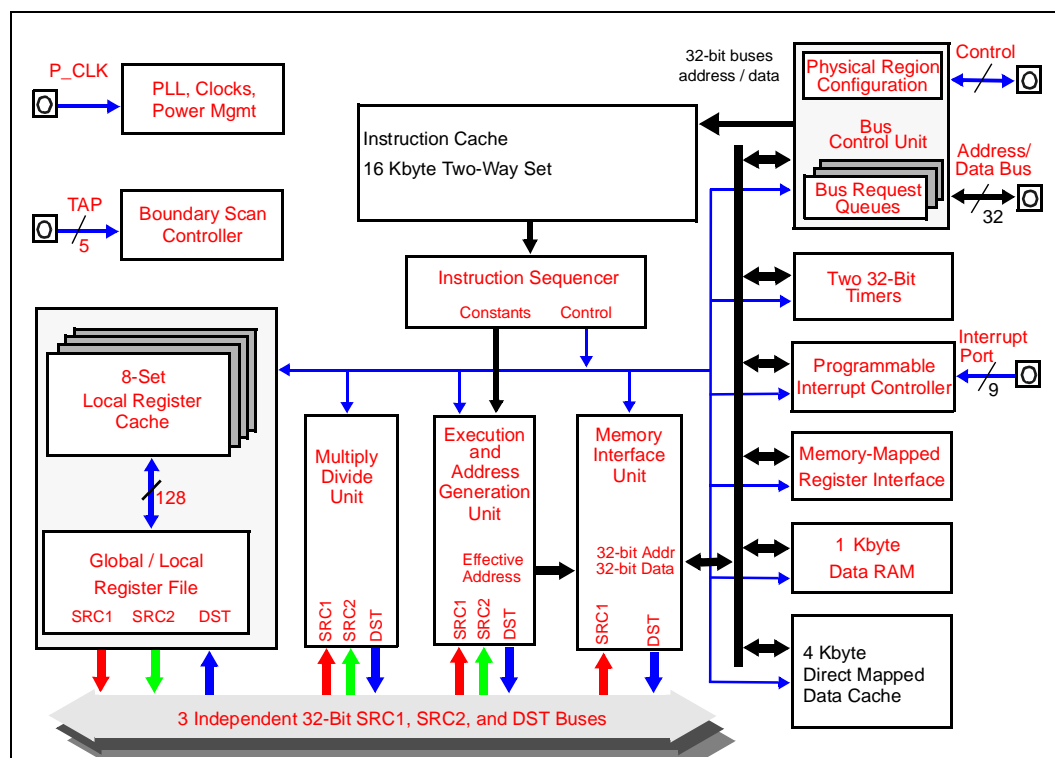 P_CLK
PLL, Clocks,
Power Mgmt
TAP
5
Boundary Scan
Controller
32-bit buses
address / data
Instruction Cache
16 Kbyte Two-Way Set
Instruction Sequencer
Constants Control
Physical Region
Configuration
Bus
Control Unit
Bus Request
Queues
Control
Address/
Data Bus
32
Two 32-Bit
Timers
Programmable
Interrupt Controller
Interrupt
Port
9
Memory-Mapped
Register Interface
1 Kbyte
Data RAM
4 Kbyte
Direct Mapped
Data Cache
8-Set
Local Register
Cache
128
Global / Local
Register File
SRC1 SRC2 DST
Multiply
Divide
Unit
SRC1
SRC2
DST
Execution
and
Address
Generation
Unit
Effective
Address
SRC1
SRC2
DST
Memory
Interface
Unit
32-bit Addr
32-bit Data
SRC1
DST
3 Independent 32-Bit SRC1, SRC2, and DST Buses